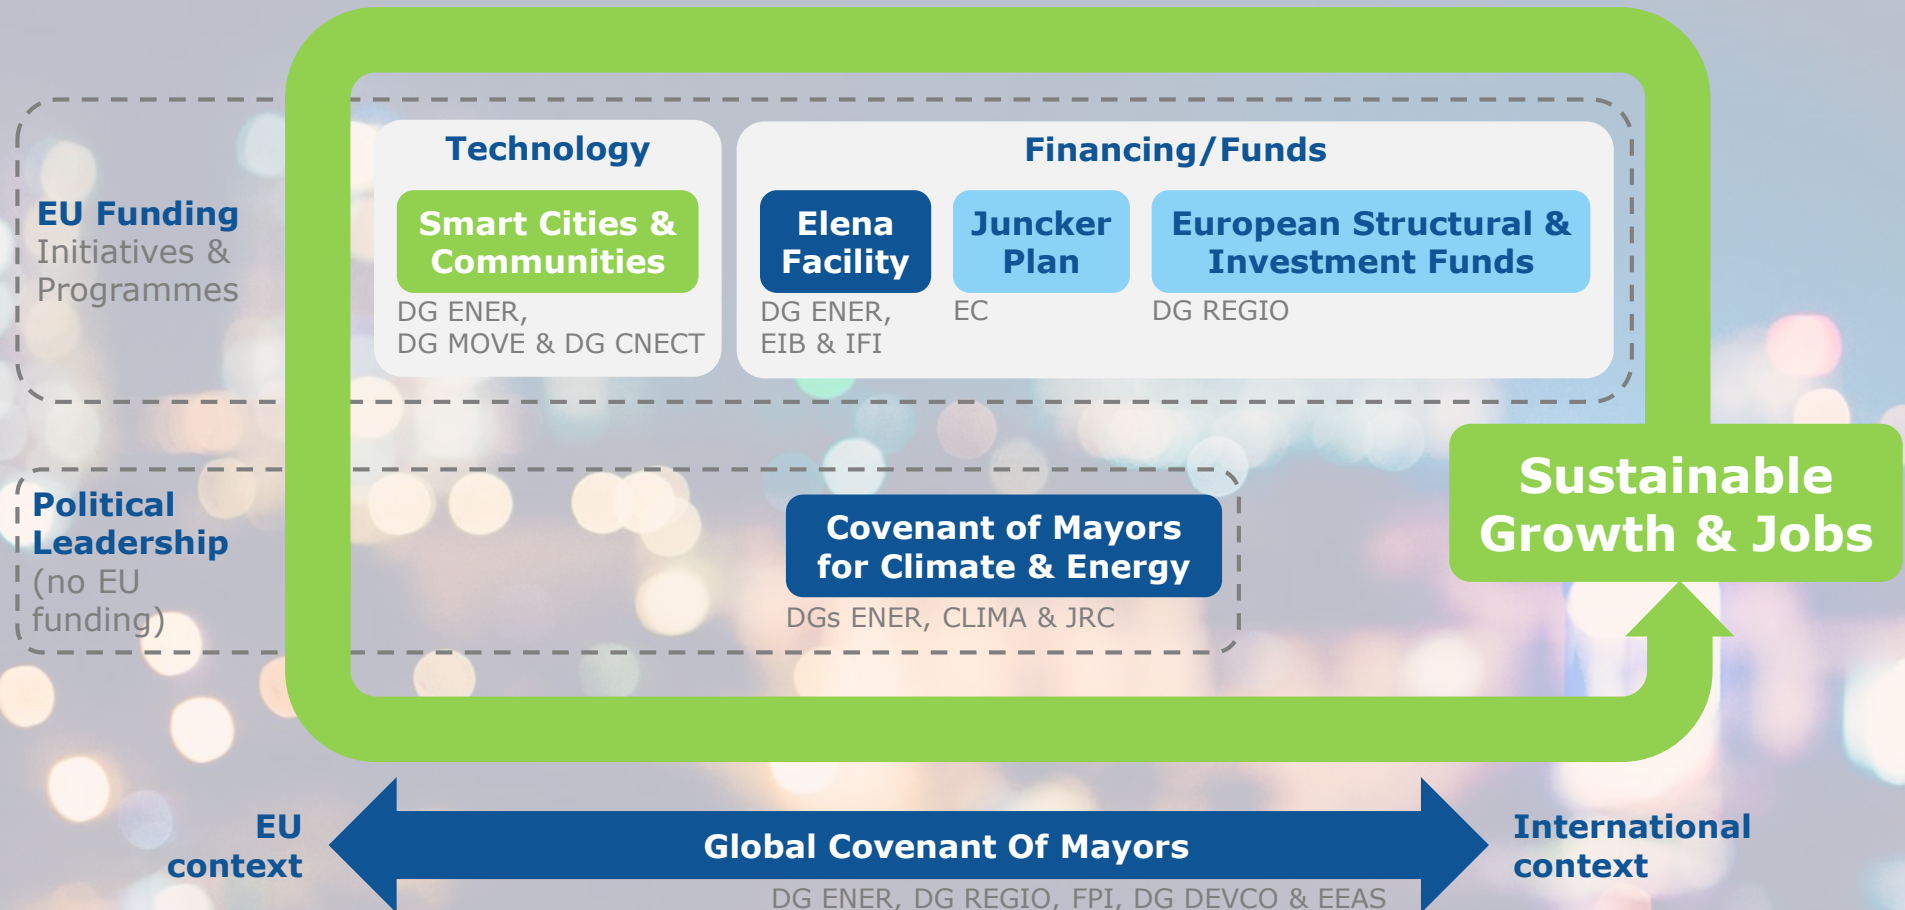 EU Funding
Initiatives &
Programmes
Technology
Smart Cities &
Communities
DG ENER,
DG MOVE & DG CNECT
Financing/Funds
Elena
Facility
DG ENER,
EIB & IFI
Juncker
Plan
EC
European Structural &
Investment Funds
DG REGIO
Political
Leadership
(no EU
funding)
Covenant of Mayors
for Climate & Energy
DGs ENER, CLIMA & JRC
Sustainable
Growth & Jobs
EU
context
Global Covenant Of Mayors
DG ENER, DG REGIO, FPI, DG DEVCO & EEAS
International
context